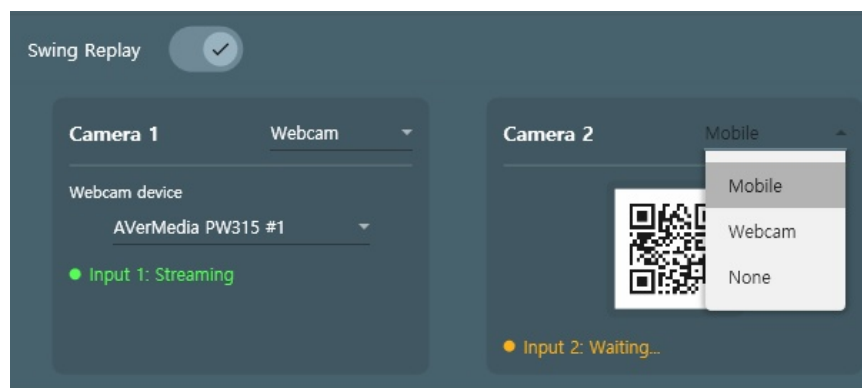 Swing Replay
Camera 1
Webcam
Webcam device
AVerMedia PW315 #1
Input 1: Streaming
Camera 2
Mobile
Mobile
Webcam
None
Input 2: Waiting...